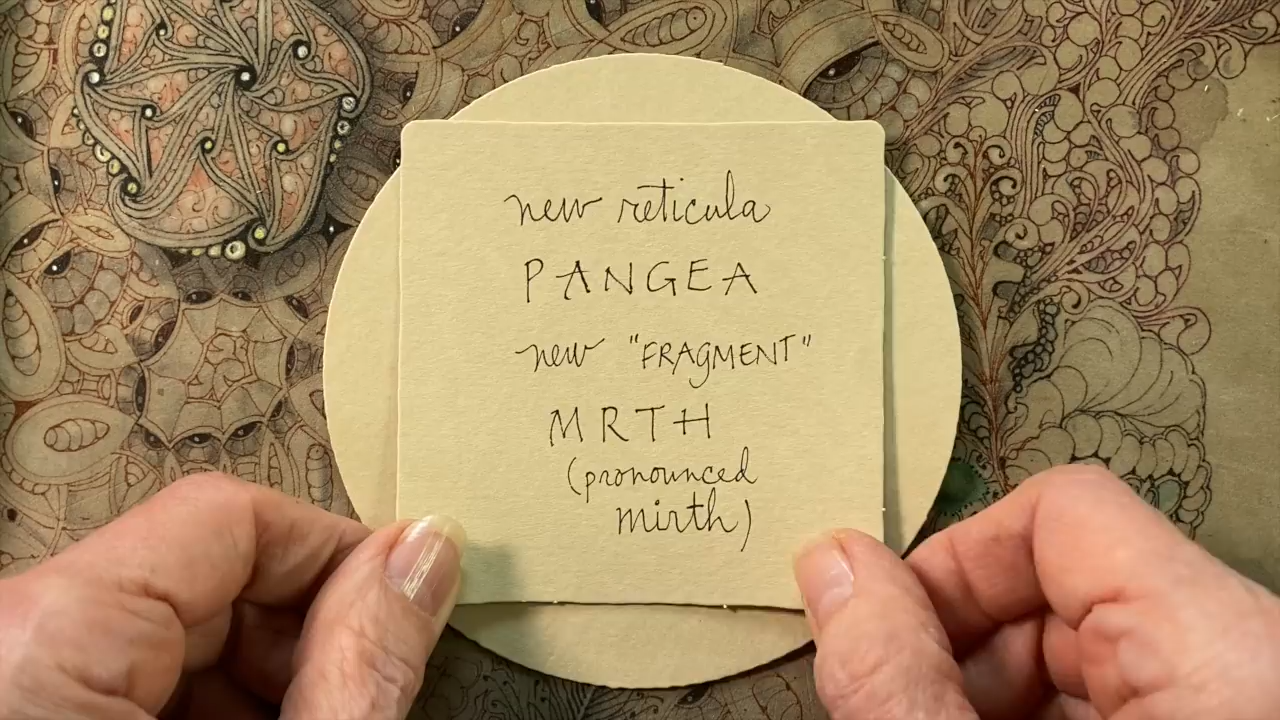 new reticula
PANGEA
new "FRAGMENT"
MRTH
(pronounced
mirth)